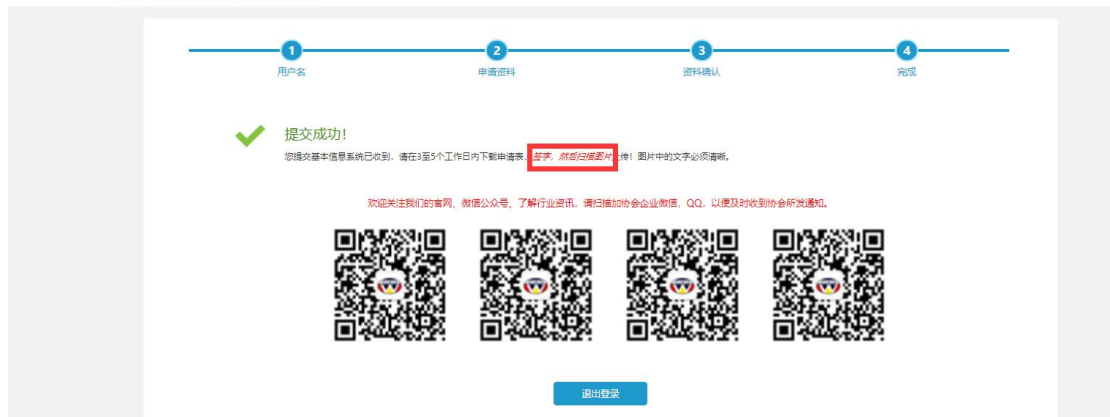 1
2
3
4
用户名
申请资料
资料确认
完成
提交成功!
您提交基本信息系统已收到，请在3至5个工作日内下载申请表，签字，然后扫描图片上传! 图片中的文字必须清晰。
欢迎关注我们的官网、微信公众号、了解行业资讯，请扫描加协会企业微信，QQ，以便及时收到协会所发通知。
退出登录